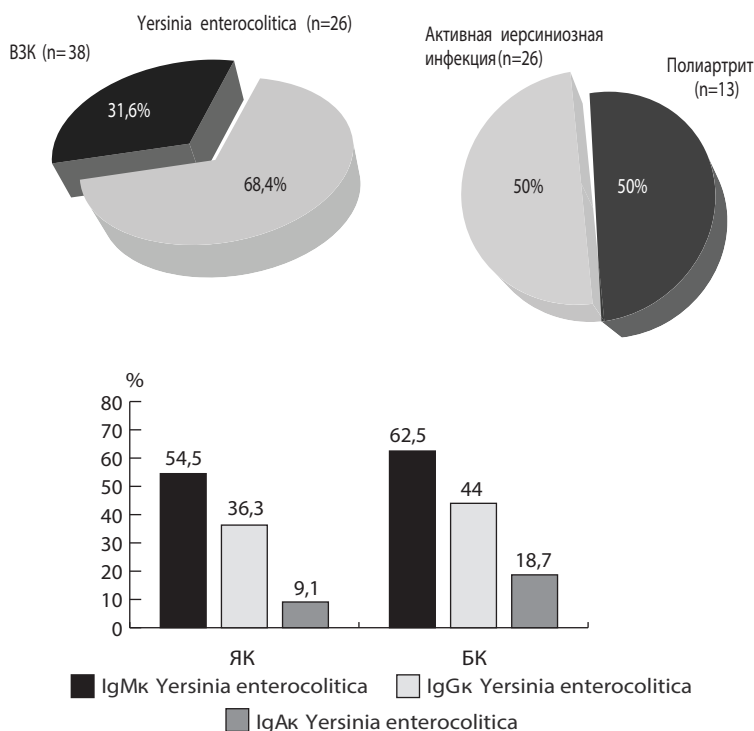 Yersinia enterocolitica (n=26)
ВЗК (n=38)
31,6%
68,4%
Активная иерсиниозная
инфекция(n=26)
Полиартрит
(n=13)
50%
50%
%
80
70
60
50
40
30
20
10
0
54,5
36,3
9,1
62,5
44
18,7
ЯК
БК
IgMк Yersinia enterocolitica
IgGк Yersinia enterocolitica
IgAк Yersinia enterocolitica